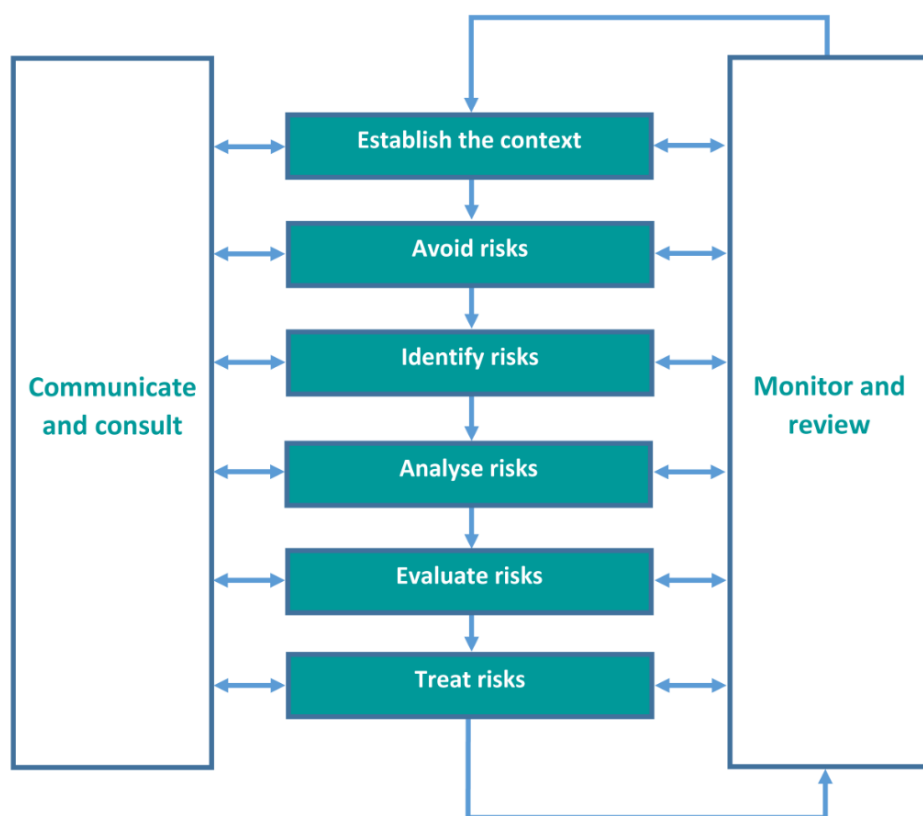 Establish the context
Avoid risks
Identify risks
Communicate
and consult
Monitor and
review
Analyse risks
Evaluate risks
Treat risks